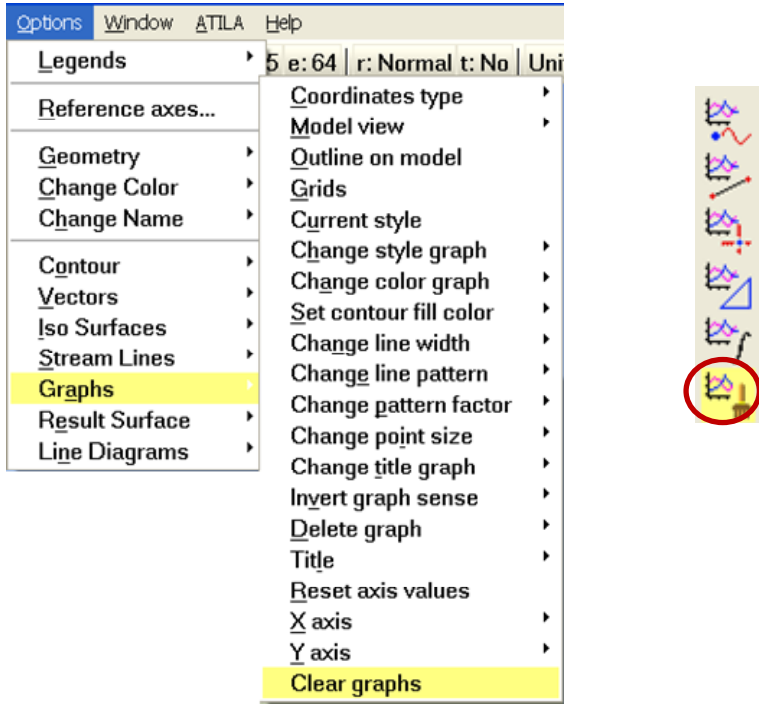 Options Window ATILA Help
5 e: 64 r: Normal t: No Uni
Legends
Reference axes...
Geometry
Change Color
Change Name
Contour
Vectors
Iso Surfaces
Stream Lines
Graphs
Result Surface
Line Diagrams
Coordinates type
Model view
Outline on model
Grids
Current style
Change style graph
Change color graph
Set contour fill color
Change line width
Change line pattern
Change pattern factor
Change point size
Change title graph
Invert graph sense
Delete graph
Title
Reset axis values
X axis
Y axis
Clear graphs